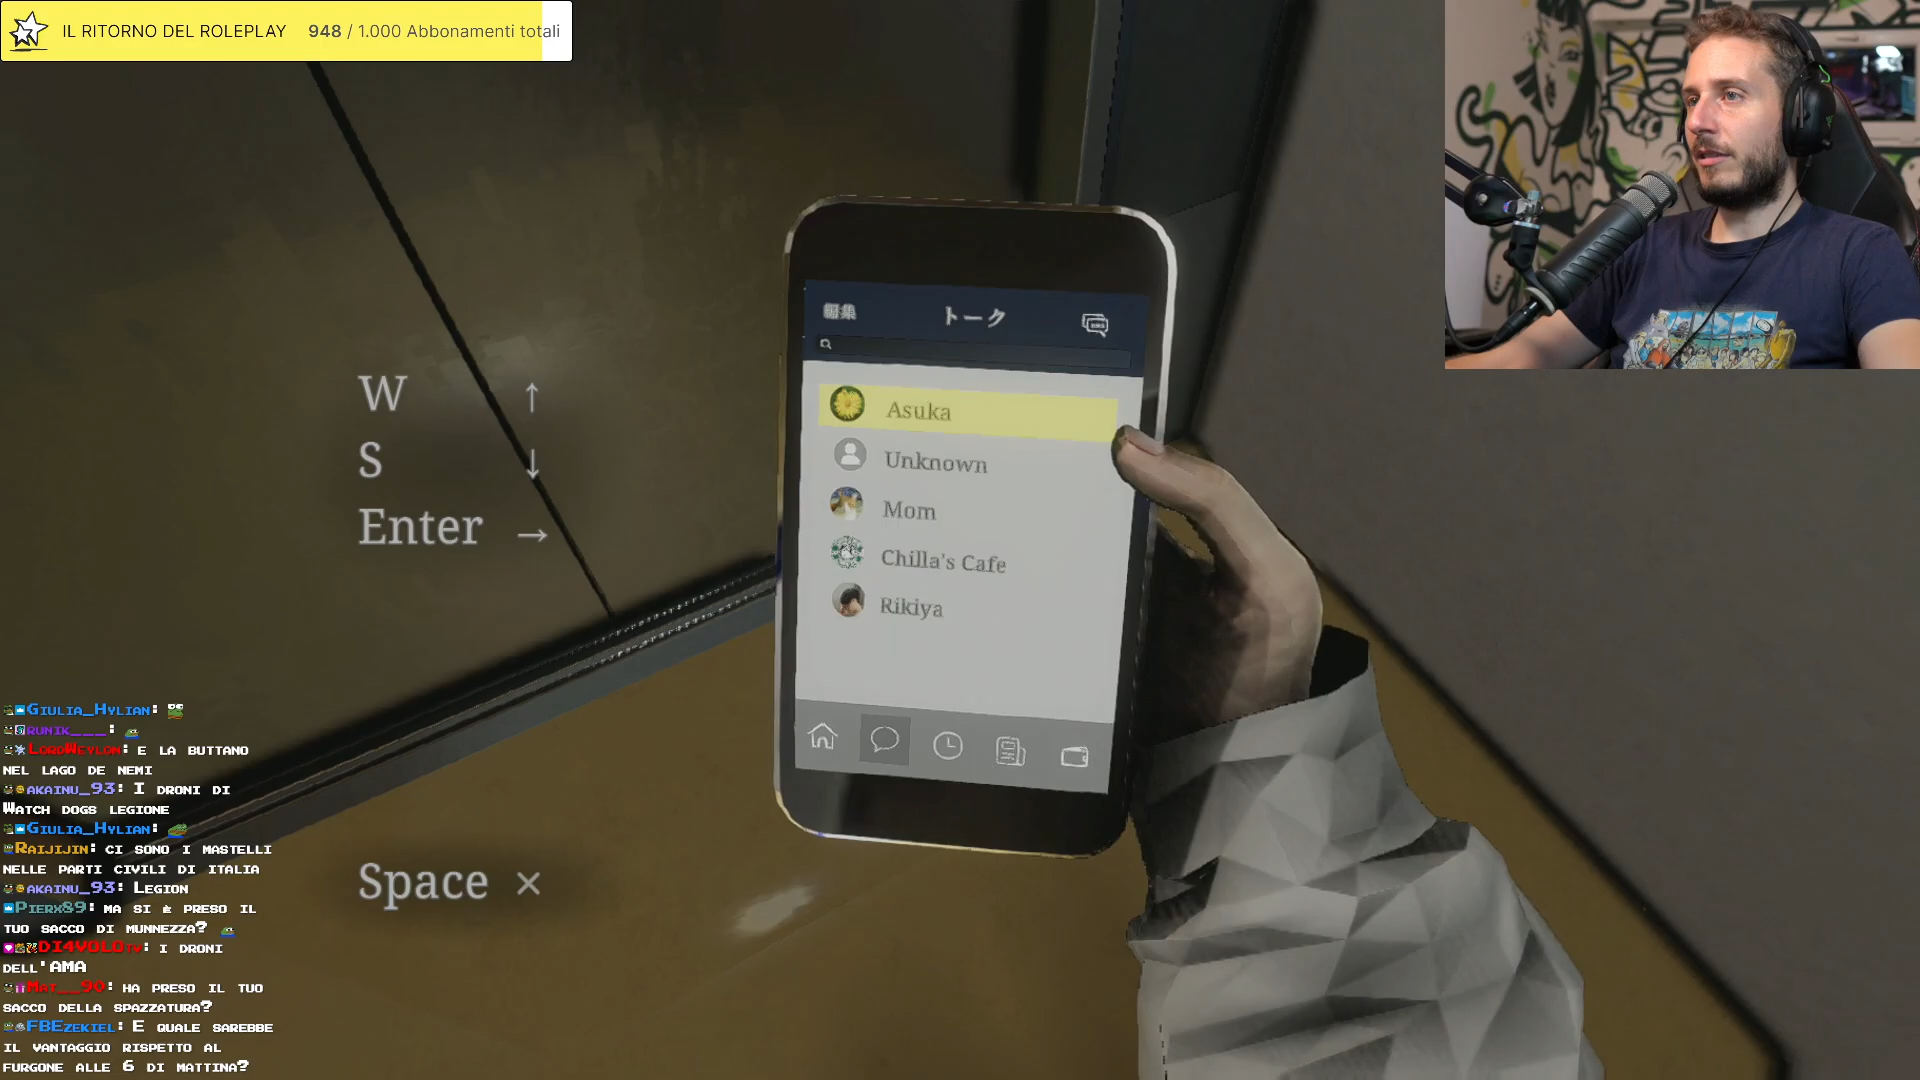 IL RITORNO DEL ROLEPLAY 948 / 1.000 Abbonamenti totali
編集 トーク
Asuka
Unknown
Mom
Chilla's Cafe
Rikiya
W ↑
S ↓
Enter →
Space ×
Giulia_Hylian:
runik___:
LordWeylon: e la buttano
nel lago de nemi
akainu_93: I droni di
Watch dogs legione
Giulia_Hylian:
Raijijin: ci sono i mastelli
nelle parti civili di italia
akainu_93: Legion
Pierx89: ma si è preso il
tuo sacco di munnezza?
DI4VOLOtv: i droni
dell'AMA
Mat__90: ha preso il tuo
sacco della spazzatura?
FBEzekiel: E quale sarebbe
il vantaggio rispetto al
furgone alle 6 di mattina?